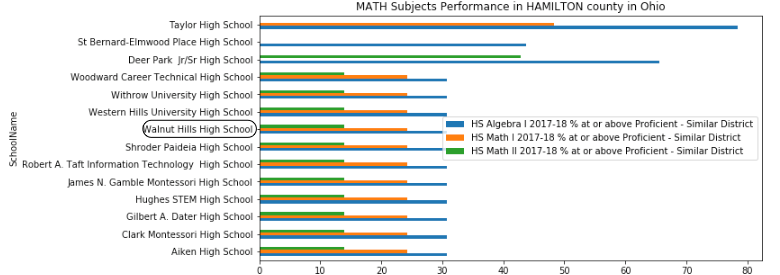 MATH Subjects Performance in HAMILTON county in Ohio
SchoolName
Taylor High School
St Bernard-Elmwood Place High School
Deer Park  Jr/Sr High School
Woodward Career Technical High School
Withrow University High School
Western Hills University High School
Walnut Hills High School
Shroder Paideia High School
Robert A. Taft Information Technology  High School
James N. Gamble Montessori High School
Hughes STEM High School
Gilbert A. Dater High School
Clark Montessori High School
Aiken High School
HS Algebra I 2017-18 % at or above Proficient - Similar District
HS Math I 2017-18 % at or above Proficient - Similar District
HS Math II 2017-18 % at or above Proficient - Similar District
0 10 20 30 40 50 60 70 80